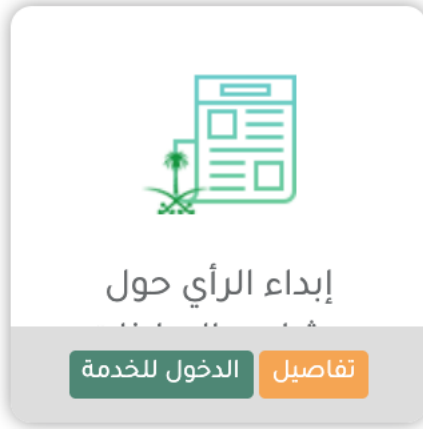 إبداء الرأي حول
تفاصيل
الدخول للخدمة